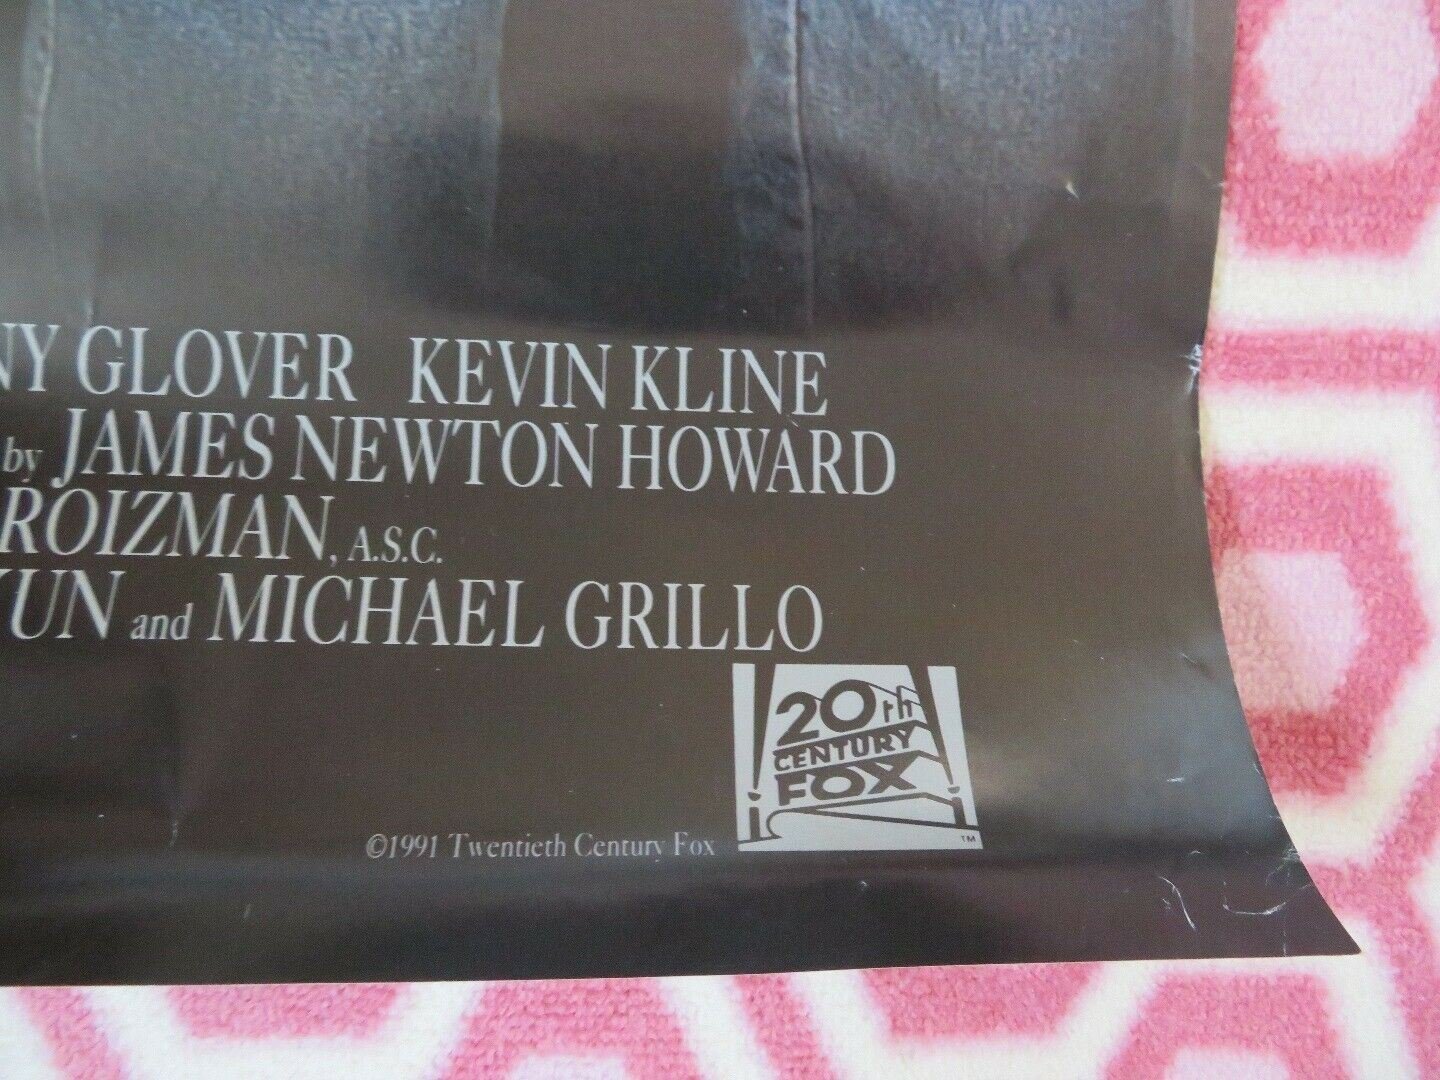 NY GLOVER KEVIN KLINE
by JAMES NEWTON HOWARD
ROIZMAN, A.S.C.
UN and MICHAEL GRILLO
20th
CENTURY
FOX
TM
©1991 Twentieth Century Fox